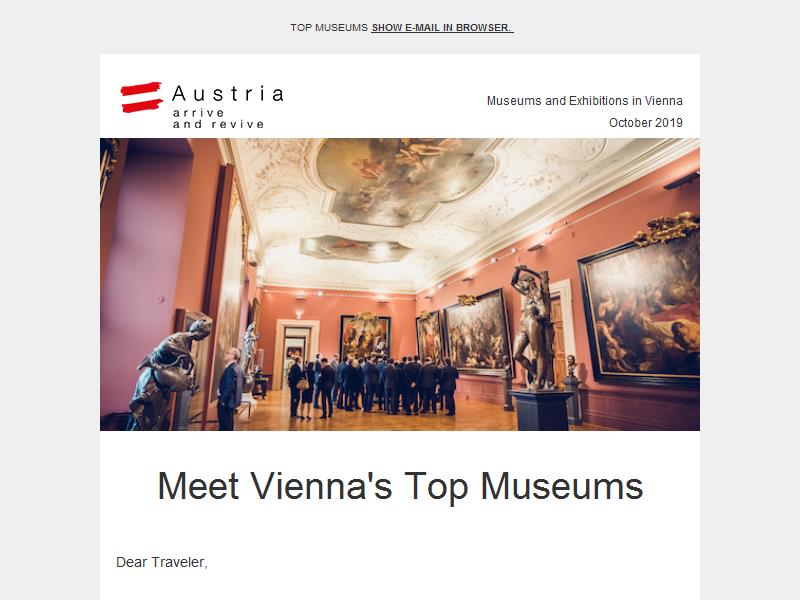 TOP MUSEUMS SHOW E-MAIL IN BROWSER.
Austria
arrive
and revive
Museums and Exhibitions in Vienna
October 2019
Meet Vienna's Top Museums
Dear Traveler,